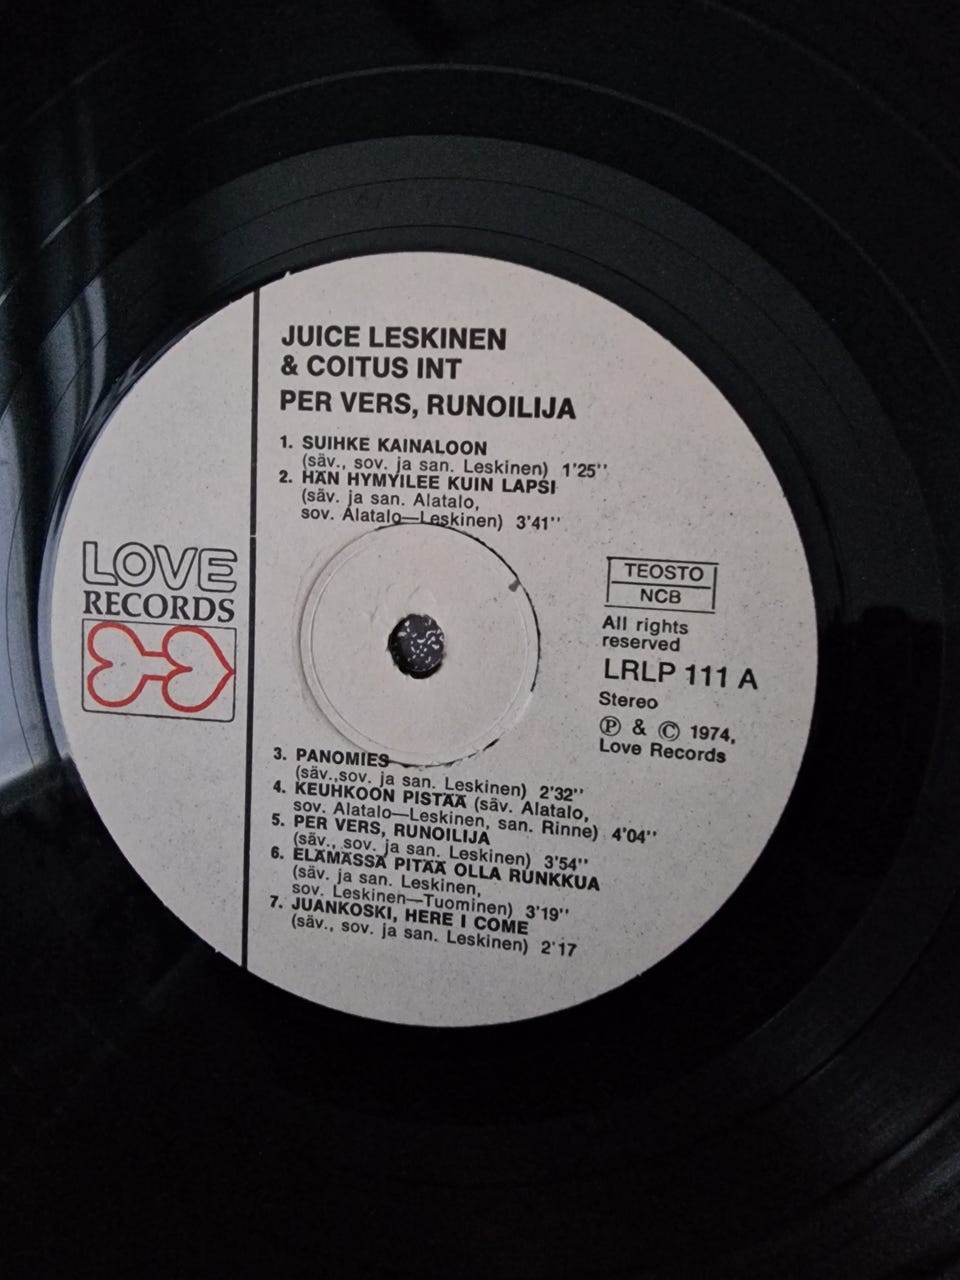 JUICE LESKINEN
& COITUS INT
PER VERS, RUNOILIJA
1. SUIHKE KAINALOON
(säv., sov. ja san. Leskinen) 1'25''
2. HÄN HYMYILEE KUIN LAPSI
(säv. ja san. Alatalo,
sov. Alatalo—Leskinen) 3'41''
LOVE
RECORDS
TEOSTO
NCB
All rights
reserved
LRLP 111 A
Stereo
Ⓟ & © 1974,
Love Records
3. PANOMIES
(säv.,sov. ja san. Leskinen) 2'32''
4. KEUHKOON PISTÄÄ (säv. Alatalo,
sov. Alatalo—Leskinen, san. Rinne) 4'04''
5. PER VERS, RUNOILIJA
(säv., sov. ja san. Leskinen) 3'54''
6. ELÄMÄSSÄ PITÄÄ OLLA RUNKKUA
(säv. ja san. Leskinen,
sov. Leskinen—Tuominen) 3'19''
7. JUANKOSKI, HERE I COME
(säv., sov. ja san. Leskinen) 2'17